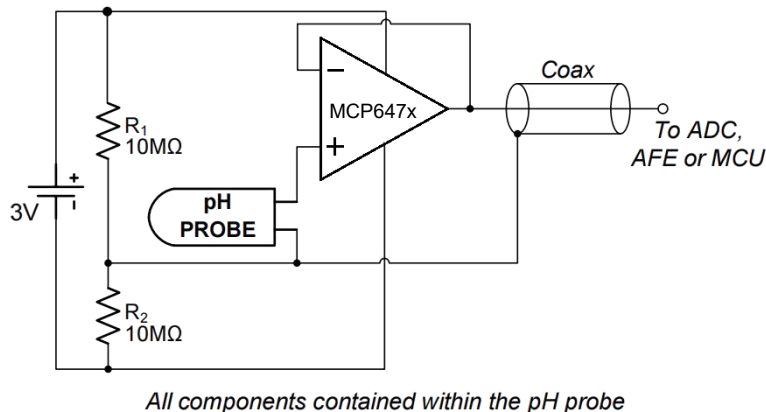 Coax
MCP647x
To ADC,
AFE or MCU
R1
10MΩ
pH
PROBE
3V
R2
10MΩ
All components contained within the pH probe